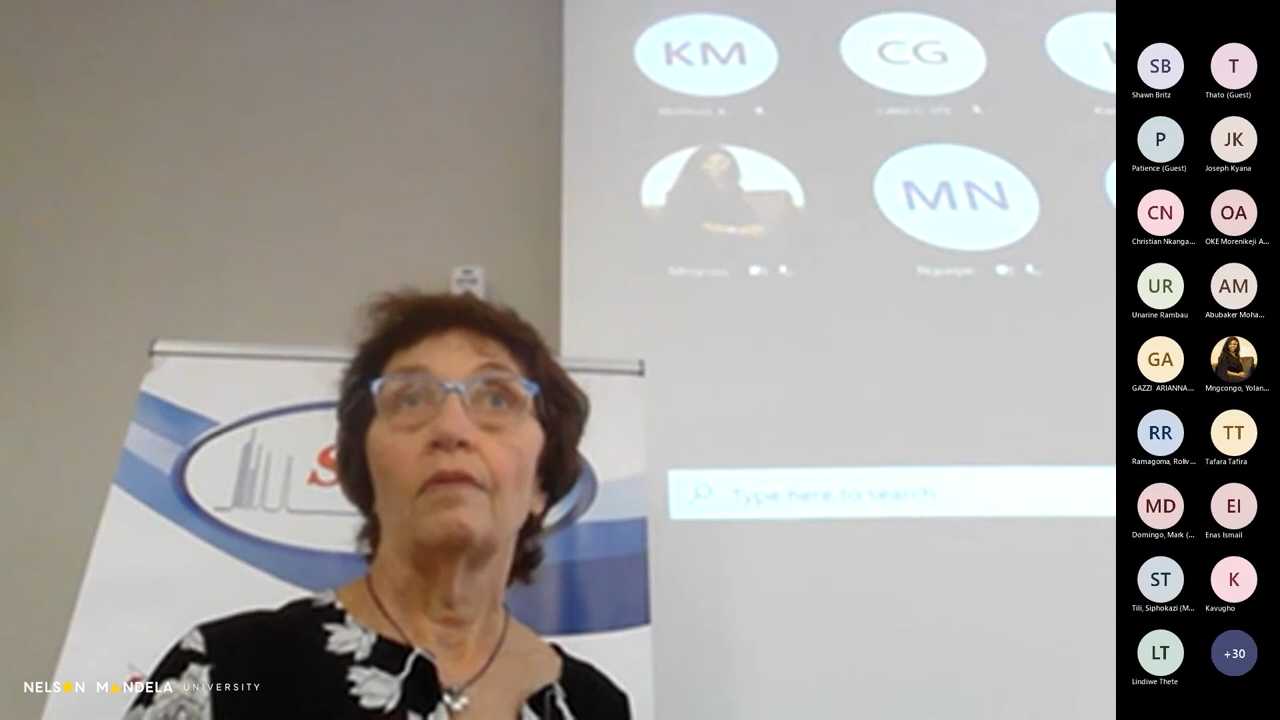 KM
CG
MN
Type here to search
S
NELSON MANDELA UNIVERSITY
SB
Shawn Britz
T
Thato (Guest)
P
Patience (Guest)
JK
Joseph Kyana
CN
Christian Nkanga...
OA
OKE Morenikeji A...
UR
Unarine Rambau
AM
Abubaker Moha...
GA
GAZZI ARIANNA...
Mngcongo, Yolan...
RR
Ramagoma, Roliv...
TT
Tafara Tafira
MD
Domingo, Mark (...
EI
Enas Ismail
ST
Tili, Siphokazi (M...
K
Kavugho
LT
Lindiwe Thete
+30